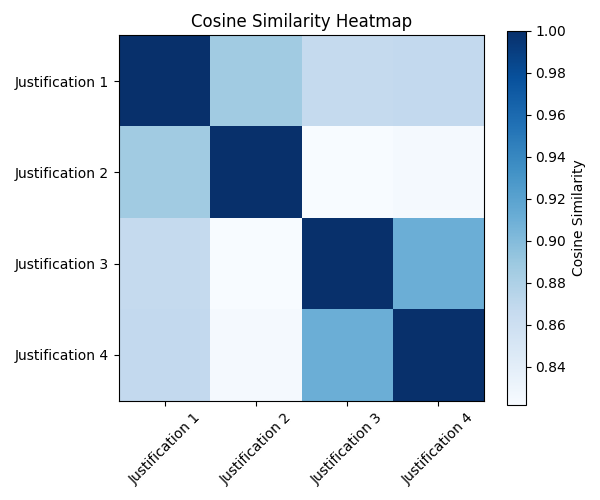 Cosine Similarity Heatmap
Justification 1
Justification 2
Justification 3
Justification 4
Justification 1
Justification 2
Justification 3
Justification 4
1.00
0.98
0.96
0.94
0.92
0.90
0.88
0.86
0.84
Cosine Similarity